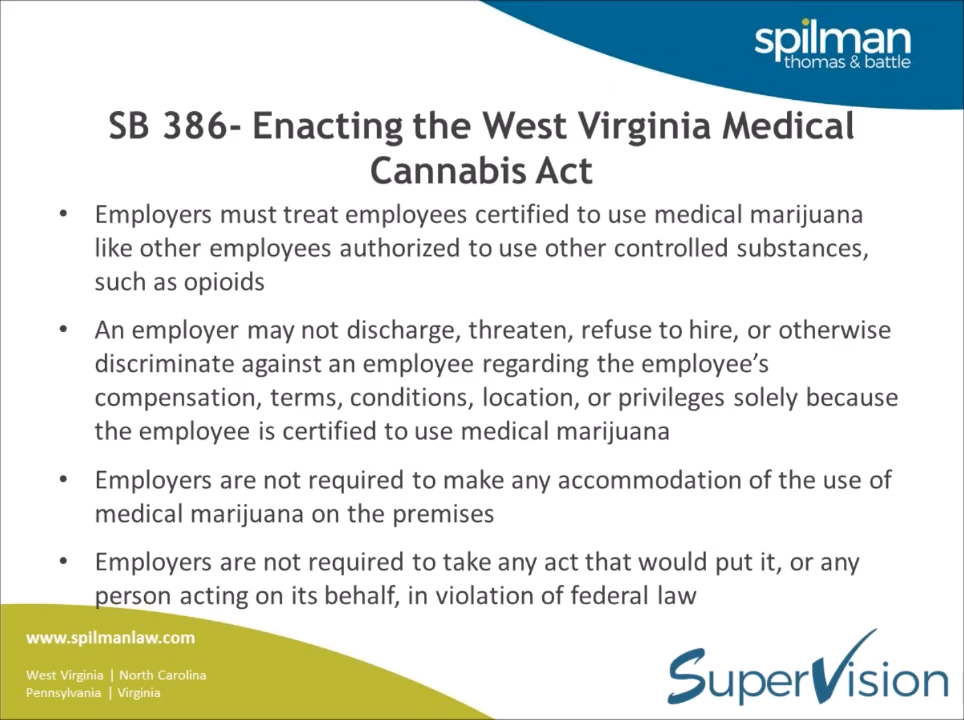 spilman
thomas & battle
SB 386- Enacting the West Virginia Medical
Cannabis Act
• Employers must treat employees certified to use medical marijuana
like other employees authorized to use other controlled substances,
such as opioids
• An employer may not discharge, threaten, refuse to hire, or otherwise
discriminate against an employee regarding the employee’s
compensation, terms, conditions, location, or privileges solely because
the employee is certified to use medical marijuana
• Employers are not required to make any accommodation of the use of
medical marijuana on the premises
• Employers are not required to take any act that would put it, or any
person acting on its behalf, in violation of federal law
www.spilmanlaw.com
West Virginia | North Carolina
Pennsylvania | Virginia
SuperVision